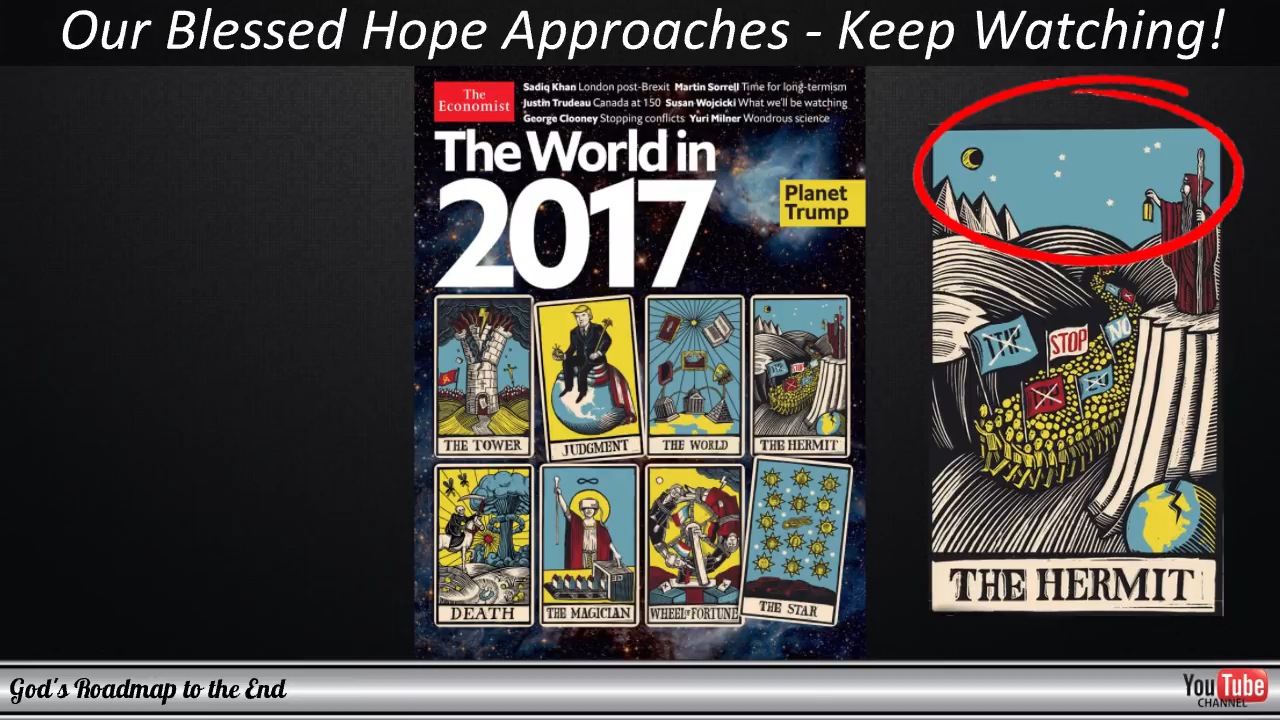 Our Blessed Hope Approaches - Keep Watching!
The
Economist
Sadiq Khan London post-Brexit Martin Sorrell Time for long-termism
Justin Trudeau Canada at 150 Susan Wojcicki What we'll be watching
George Clooney Stopping conflicts Yuri Milner Wondrous science
The World in
2017
Planet
Trump
THE TOWER
JUDGMENT
THE WORLD
THE HERMIT
DEATH
THE MAGICIAN
WHEEL of FORTUNE
THE STAR
TTIP
STOP
NO
THE HERMIT
God's Roadmap to the End
YouTube
CHANNEL